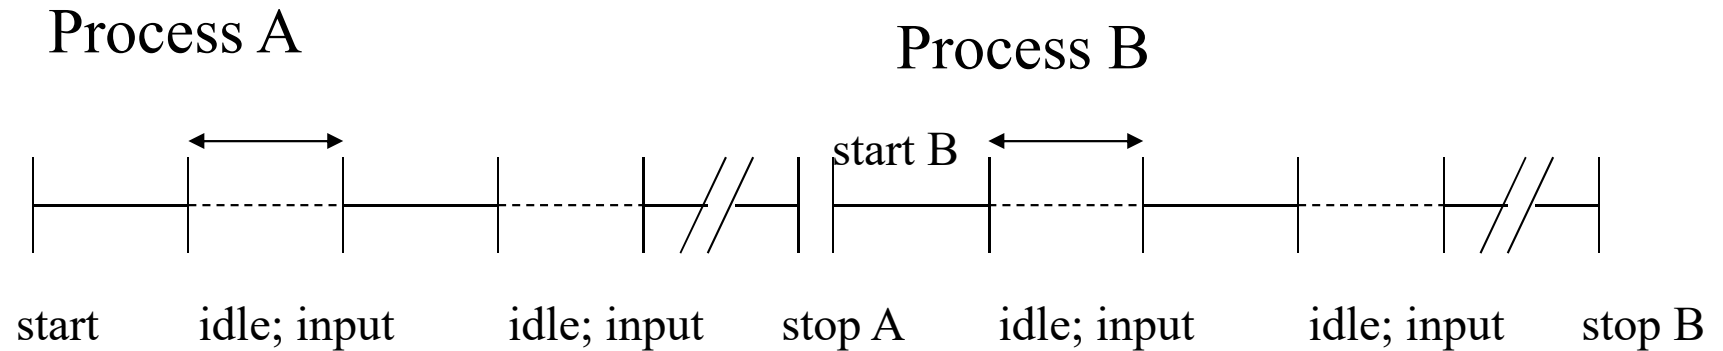 Process A
Process B
start B
start
idle; input
idle; input
stop A
idle; input
idle; input
stop B